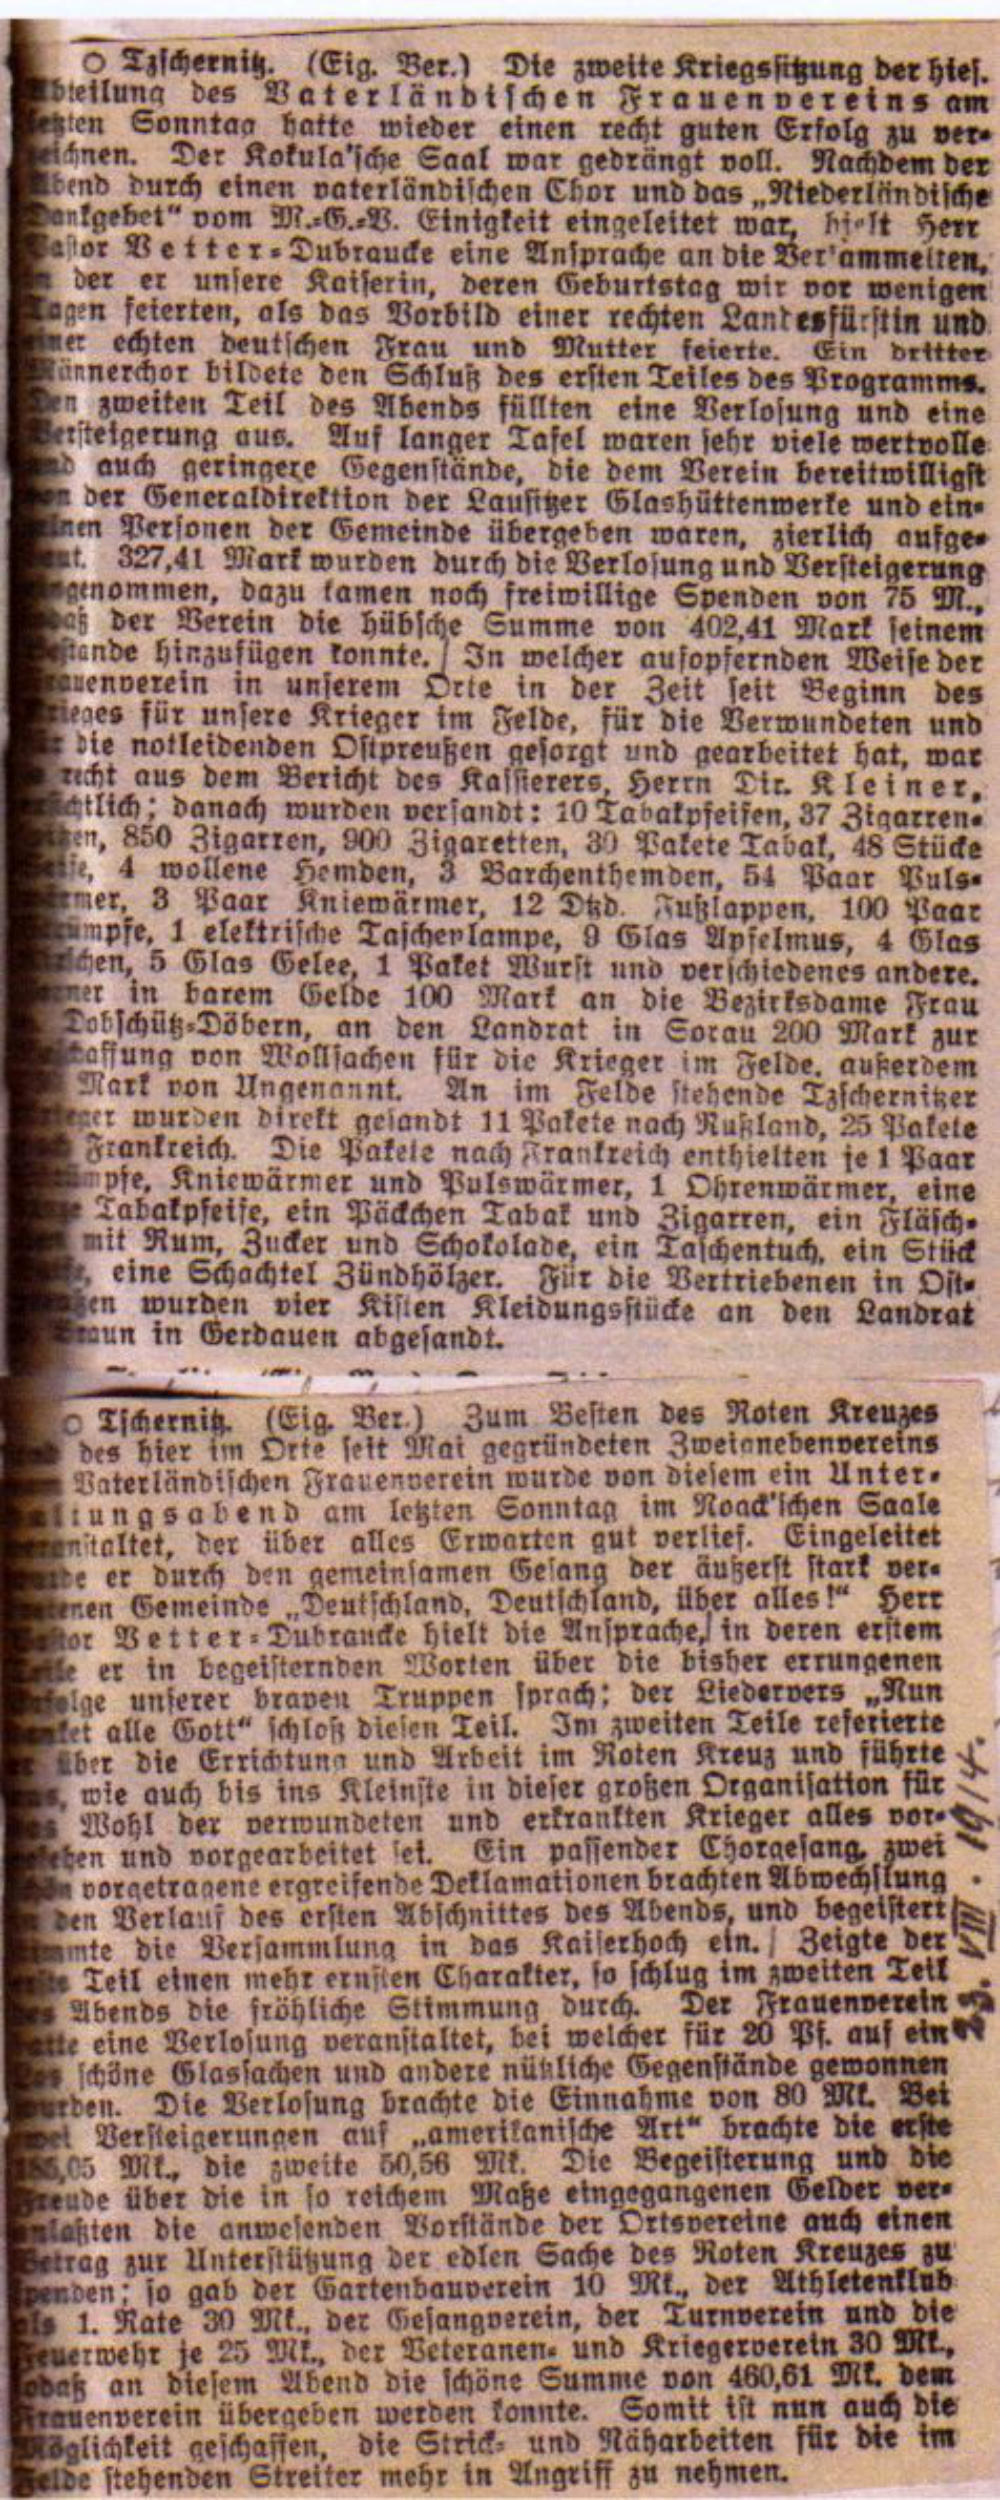 ○ Tzschernitz. (Eig. Ber.) Die zweite Kriegssitzung der hies.
Abteilung des Vaterländischen Frauenvereins am
letzten Sonntag hatte wieder einen recht guten Erfolg zu ver-
zeichnen. Der Kokula'sche Saal war gedrängt voll. Nachdem der
Abend durch einen vaterländischen Chor und das „Niederländische
Dankgebet“ vom M.-G.-V. Einigkeit eingeleitet war, hielt Herr
Pastor Vetter-Dubraucke eine Ansprache an die Versammelten,
in der er unsere Kaiserin, deren Geburtstag wir vor wenigen
Tagen feierten, als das Vorbild einer rechten Landesfürstin und
einer echten deutschen Frau und Mutter feierte. Ein dritter
Männerchor bildete den Schluß des ersten Teiles des Programms.
Den zweiten Teil des Abends füllten eine Verlosung und eine
Versteigerung aus. Auf langer Tafel waren sehr viele wertvolle
und auch geringere Gegenstände, die dem Verein bereitwilligst
von der Generaldirektion der Lausitzer Glashüttenwerke und ein-
zelnen Personen der Gemeinde übergeben waren, zierlich aufge-
baut. 327,41 Mark wurden durch die Verlosung und Versteigerung
eingenommen, dazu kamen noch freiwillige Spenden von 75 M.,
sodaß der Verein die hübsche Summe von 402,41 Mark seinem
Bestande hinzufügen konnte. / In welcher aufopfernden Weise der
Frauenverein in unserem Orte in der Zeit seit Beginn des
Krieges für unsere Krieger im Felde, für die Verwundeten und
für die notleidenden Ostpreußen gesorgt und gearbeitet hat, war
so recht aus dem Bericht des Kassierers, Herrn Dir. Kleiner,
ersichtlich; danach wurden versandt: 10 Tabakpfeifen, 37 Zigarren-
spitzen, 850 Zigarren, 900 Zigaretten, 30 Pakete Tabak, 48 Stücke
Seife, 4 wollene Hemden, 3 Barchenthemden, 54 Paar Puls-
wärmer, 3 Paar Kniewärmer, 12 Dtzd. Fußlappen, 100 Paar
Strümpfe, 1 elektrische Taschenlampe, 9 Glas Apfelmus, 4 Glas
Kirschen, 5 Glas Gelee, 1 Paket Wurst und verschiedenes andere.
Ferner in barem Gelde 100 Mark an die Bezirksdame Frau
Dobschütz-Döbern, an den Landrat in Sorau 200 Mark zur
Beschaffung von Wollsachen für die Krieger im Felde, außerdem
Mark von Ungenannt. An im Felde stehende Tzschernitzer
Krieger wurden direkt gesandt 11 Pakete nach Rußland, 25 Pakete
nach Frankreich. Die Pakete nach Frankreich enthielten je 1 Paar
Strümpfe, Kniewärmer und Pulswärmer, 1 Ohrenwärmer, eine
Tabakpfeife, ein Päckchen Tabak und Zigarren, ein Fläsch-
chen mit Rum, Zucker und Schokolade, ein Taschentuch, ein Stück
Seife, eine Schachtel Zündhölzer. Für die Vertriebenen in Ost-
preußen wurden vier Kisten Kleidungsstücke an den Landrat
Braun in Gerdauen abgesandt.
○ Tschernitz. (Eig. Ber.) Zum Besten des Roten Kreuzes
und des hier im Orte seit Mai gegründeten Zweignebenvereins
vom Vaterländischen Frauenverein wurde von diesem ein Unter-
haltungsabend am letzten Sonntag im Noack'schen Saale
veranstaltet, der über alles Erwarten gut verlief. Eingeleitet
wurde er durch den gemeinsamen Gesang der äußerst stark ver-
tretenen Gemeinde „Deutschland, Deutschland, über alles!“ Herr
Pastor Vetter-Dubraucke hielt die Ansprache, / in deren erstem
Teile er in begeisternden Worten über die bisher errungenen
Erfolge unserer braven Truppen sprach; der Liedervers „Nun
danket alle Gott“ schloß diesen Teil. Im zweiten Teile referierte
er über die Errichtung und Arbeit im Roten Kreuz und führte
aus, wie auch bis ins Kleinste in dieser großen Organisation für
das Wohl der verwundeten und erkrankten Krieger alles vor-
gesehen und vorgearbeitet sei. Ein passender Chorgesang, zwei
schön vorgetragene ergreifende Deklamationen brachten Abwechslung
in den Verlauf des ersten Abschnittes des Abends, und begeistert
stimmte die Versammlung in das Kaiserhoch ein. / Zeigte der
erste Teil einen mehr ernsten Charakter, so schlug im zweiten Teil
des Abends die fröhliche Stimmung durch. Der Frauenverein
hatte eine Verlosung veranstaltet, bei welcher für 20 Pf. auf ein
Los schöne Glassachen und andere nützliche Gegenstände gewonnen
wurden. Die Verlosung brachte die Einnahme von 80 Mk. Bei
zwei Versteigerungen auf „amerikanische Art“ brachte die erste
185,05 Mk., die zweite 50,56 Mk. Die Begeisterung und die
Freude über die in so reichem Maße eingegangenen Gelder ver-
anlaßten die anwesenden Vorstände der Ortsvereine auch einen
Betrag zur Unterstützung der edlen Sache des Roten Kreuzes zu
spenden; so gab der Gartenbauverein 10 Mk., der Athletenklub
als 1. Rate 30 Mk., der Gesangverein, der Turnverein und die
Feuerwehr je 25 Mk., der Veteranen- und Kriegerverein 30 Mk.,
sodaß an diesem Abend die schöne Summe von 460,61 Mk. dem
Frauenverein übergeben werden konnte. Somit ist nun auch die
Möglichkeit geschaffen, die Strick- und Näharbeiten für die im
Felde stehenden Streiter mehr in Angriff zu nehmen.
23. VIII. 1914.